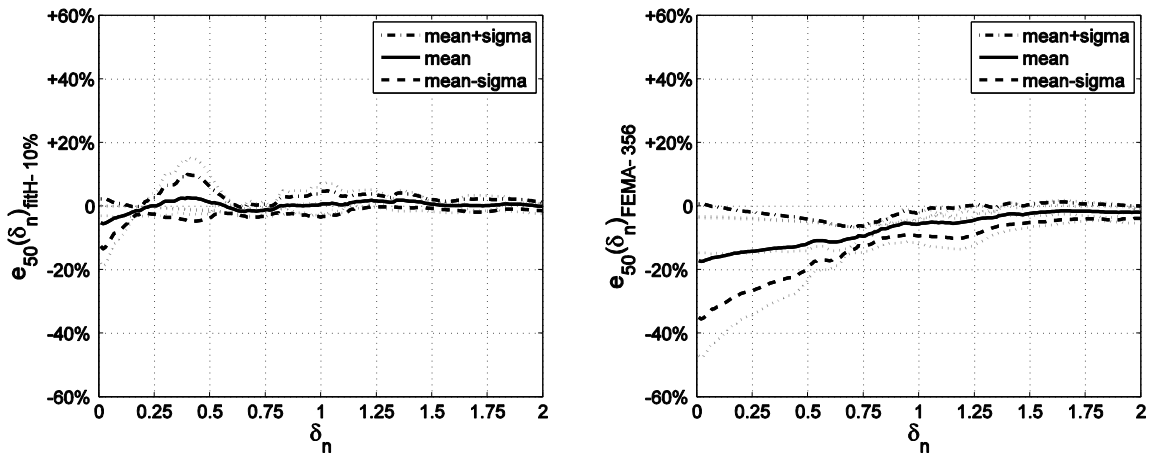 +60%
+40%
+20%
0
-20%
-40%
-60%
e50(δn)fitH- 10%
mean+sigma
mean
mean-sigma
0 0.25 0.5 0.75 1 1.25 1.5 1.75 2
δn
+60%
+40%
+20%
0
-20%
-40%
-60%
e50(δn)FEMA- 356
mean+sigma
mean
mean-sigma
0 0.25 0.5 0.75 1 1.25 1.5 1.75 2
δn